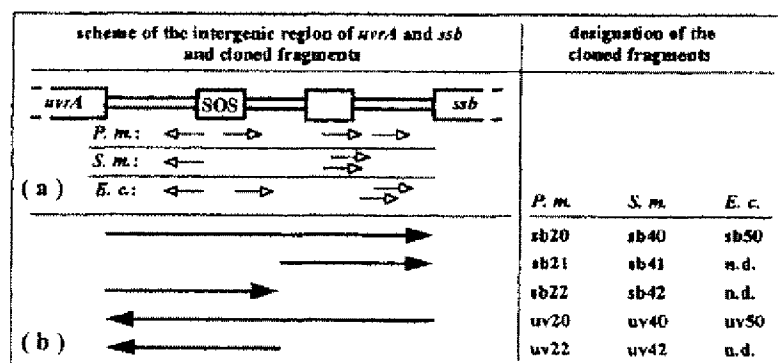 scheme of the intergenic region of uvrA and ssb
and cloned fragments
designation of the
cloned fragments
uvrA SOS ssb
P. m.:
S. m.:
(a) E. c.:
P. m. S. m. E. c.
sb20 sb40 sb50
sb21 sb41 n.d.
sb22 sb42 n.d.
uv20 uv40 uv50
(b) uv22 uv42 n.d.